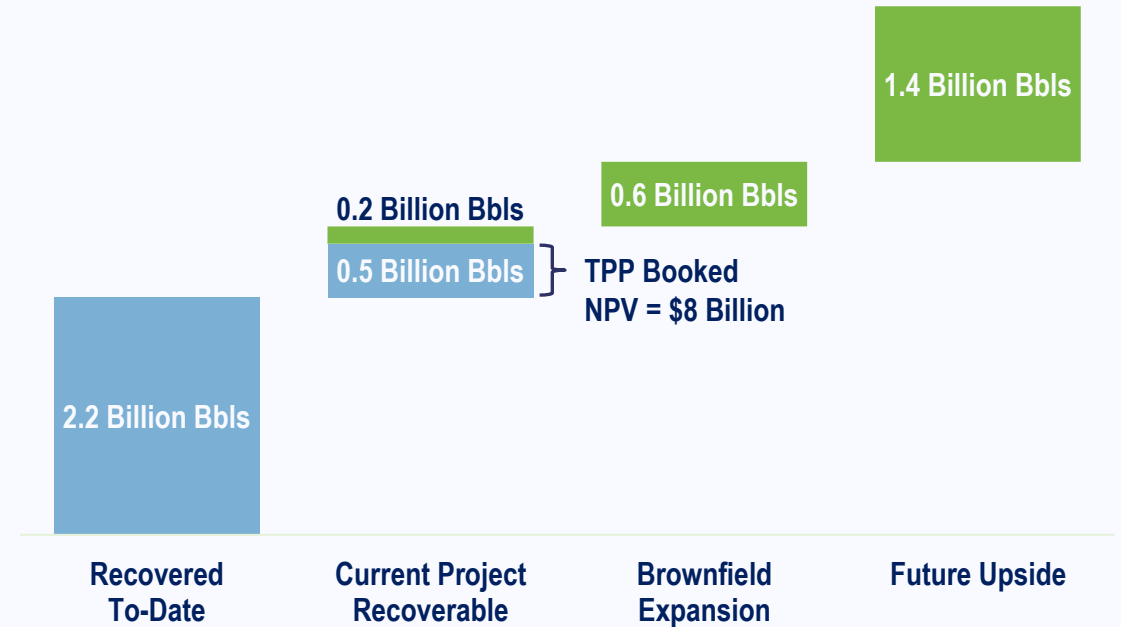 1.4 Billion Bbls
0.2 Billion Bbls
0.6 Billion Bbls
0.5 Billion Bbls
TPP Booked
NPV = $8 Billion
2.2 Billion Bbls
Recovered
To-Date
Current Project
Recoverable
Brownfield
Expansion
Future Upside